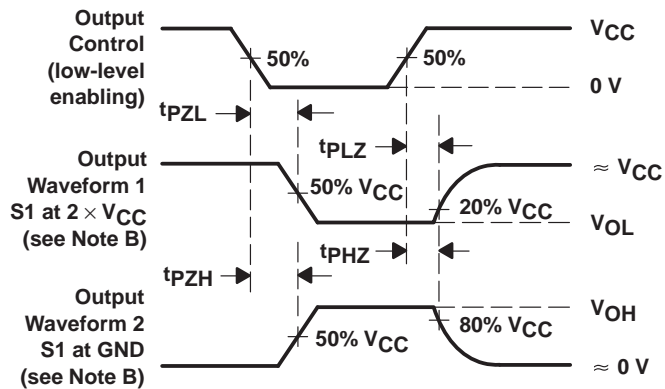 Output
Control
(low-level
enabling)
50%
50%
VCC
0 V
tPZL
tPLZ
Output
Waveform 1
S1 at 2 × VCC
(see Note B)
50% VCC
20% VCC
≈ VCC
VOL
tPZH
tPHZ
Output
Waveform 2
S1 at GND
(see Note B)
50% VCC
80% VCC
VOH
≈ 0 V